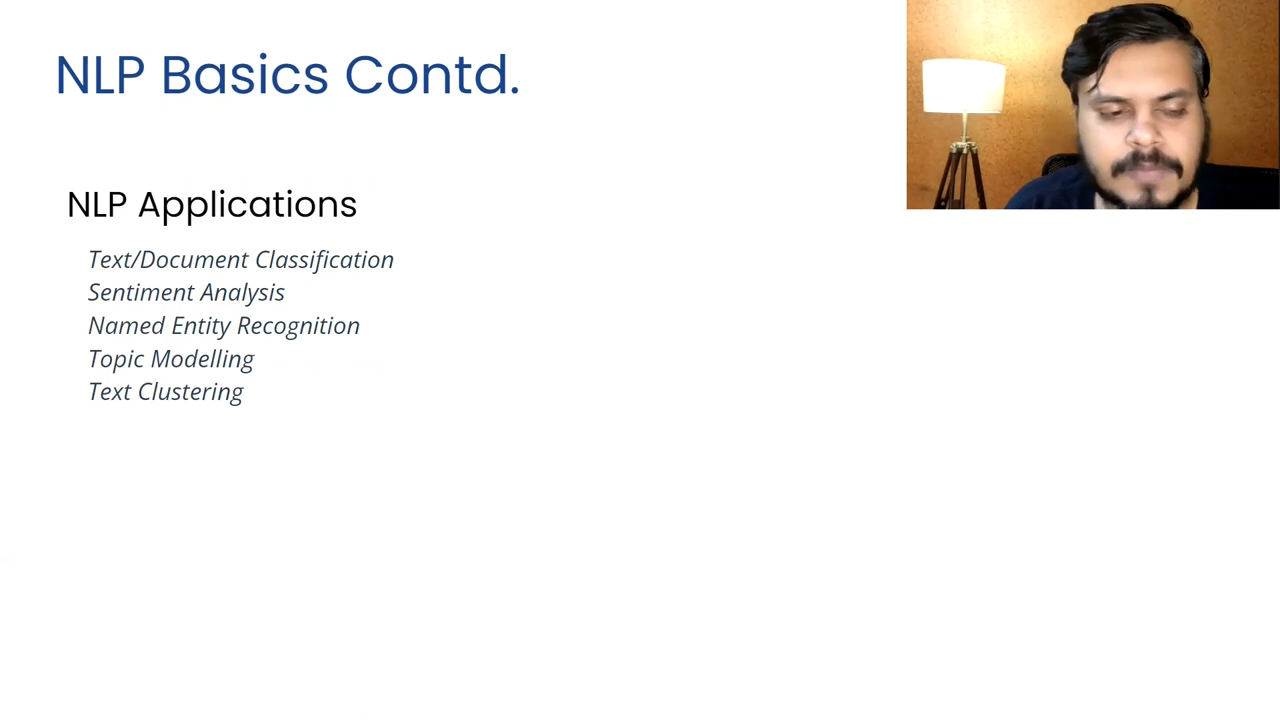 NLP Basics Contd.
NLP Applications
Text/Document Classification
Sentiment Analysis
Named Entity Recognition
Topic Modelling
Text Clustering